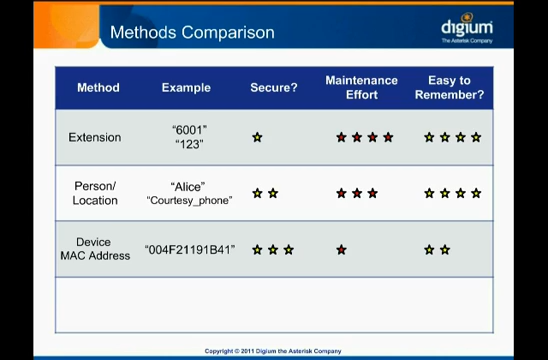 Methods Comparison
digium
The Asterisk Company
Method Example Secure? Maintenance Effort Easy to Remember?
Extension "6001"
"123"
Person/
Location "Alice"
"Courtesy_phone"
Device
MAC Address "004F21191B41"
Copyright © 2011 Digium the Asterisk Company